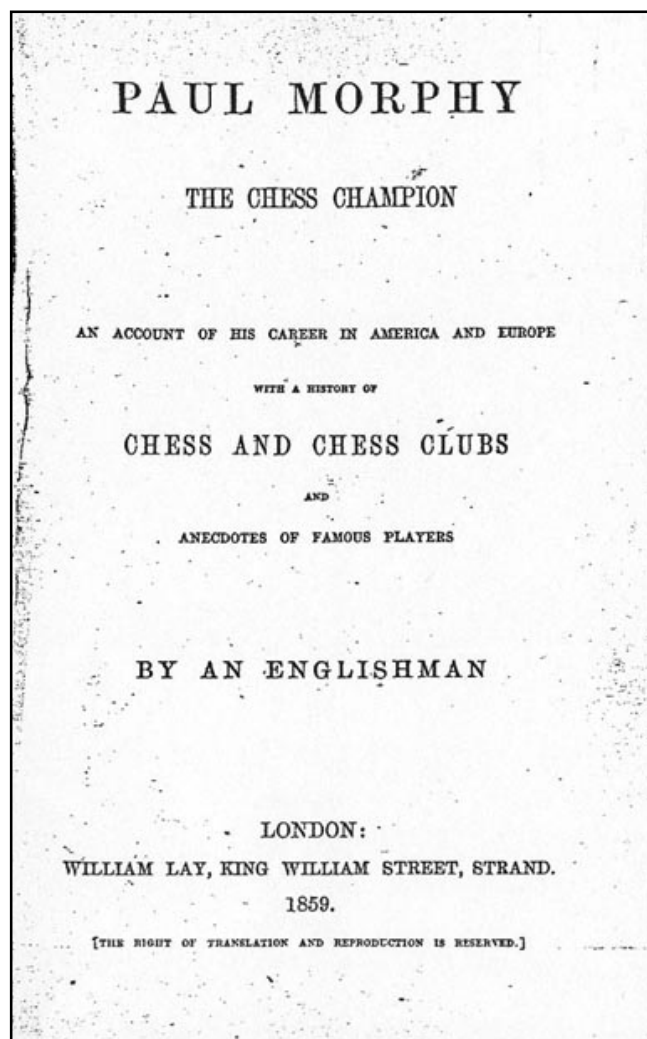 PAUL MORPHY
THE CHESS CHAMPION
AN ACCOUNT OF HIS CAREER IN AMERICA AND EUROPE
WITH A HISTORY OF
CHESS AND CHESS CLUBS
AND
ANECDOTES OF FAMOUS PLAYERS
BY AN ENGLISHMAN
LONDON:
WILLIAM LAY, KING WILLIAM STREET, STRAND.
1859.
[THE RIGHT OF TRANSLATION AND REPRODUCTION IS RESERVED.]